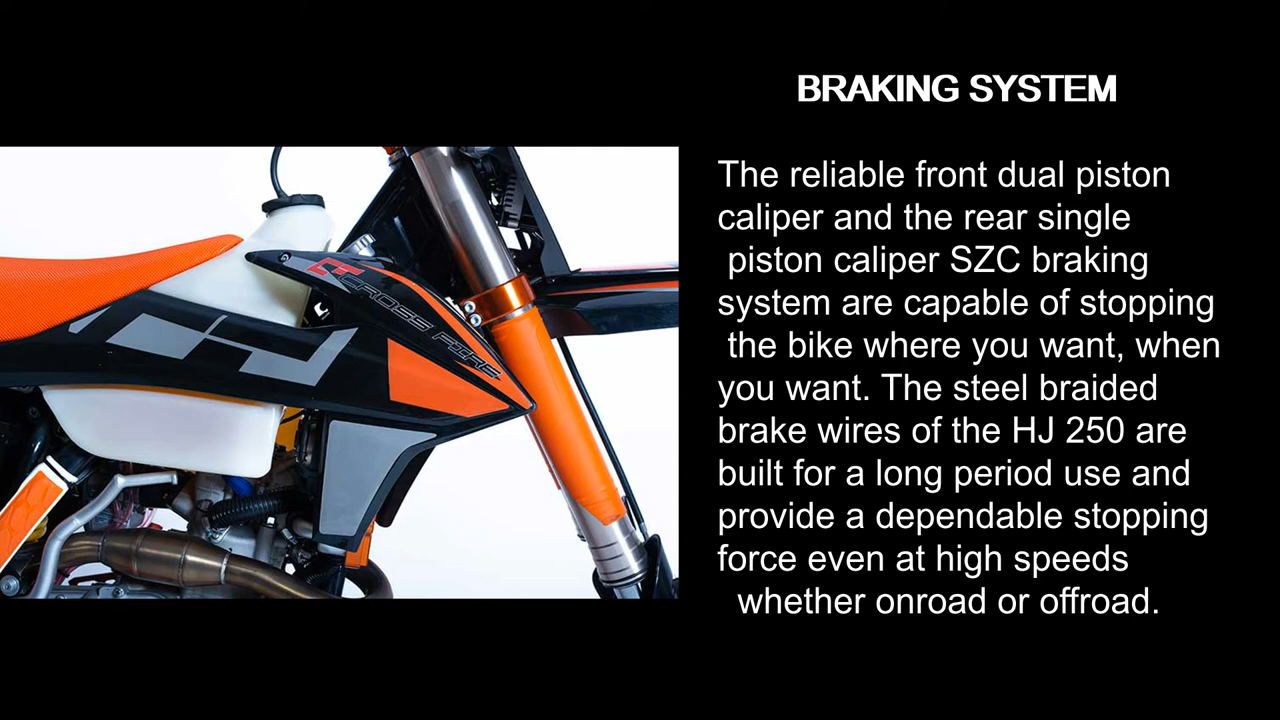 BRAKING SYSTEM
The reliable front dual piston
caliper and the rear single
piston caliper SZC braking
system are capable of stopping
the bike where you want, when
you want. The steel braided
brake wires of the HJ 250 are
built for a long period use and
provide a dependable stopping
force even at high speeds
whether onroad or offroad.
CROSS FIRE
HJ